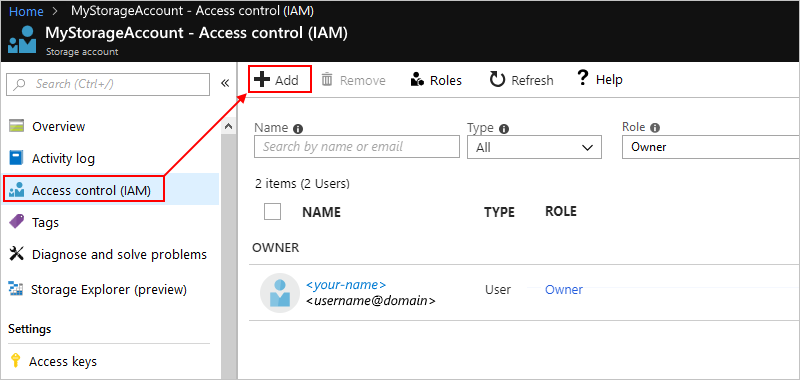 Home > MyStorageAccount - Access control (IAM)
MyStorageAccount - Access control (IAM)
Storage account
Search (Ctrl+/)
«
Add
Remove
Roles
Refresh
? Help
Overview
Activity log
Access control (IAM)
Tags
Diagnose and solve problems
Storage Explorer (preview)
Settings
Access keys
Name
Type
Role
Search by name or email
All
Owner
2 items (2 Users)
NAME TYPE ROLE
OWNER
<your-name>
<username@domain>
User Owner